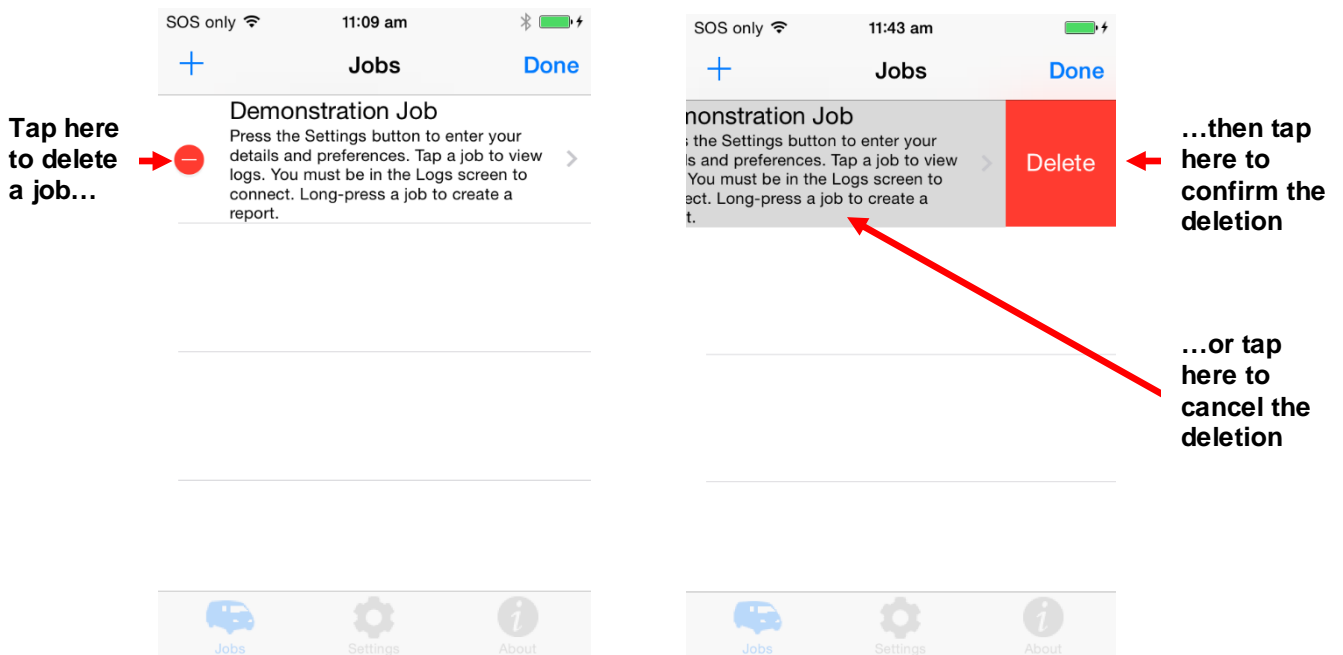 SOS only 11:09 am
Jobs Done
Tap here
to delete
a job…
Demonstration Job
Press the Settings button to enter your
details and preferences. Tap a job to view
logs. You must be in the Logs screen to
connect. Long-press a job to create a
report.
Jobs Settings About
SOS only 11:43 am
Jobs Done
monstration Job
s the Settings button to enter your
ls and preferences. Tap a job to view
You must be in the Logs screen to
ect. Long-press a job to create a
t.
Delete
…then tap
here to
confirm the
deletion
…or tap
here to
cancel the
deletion
Jobs Settings About